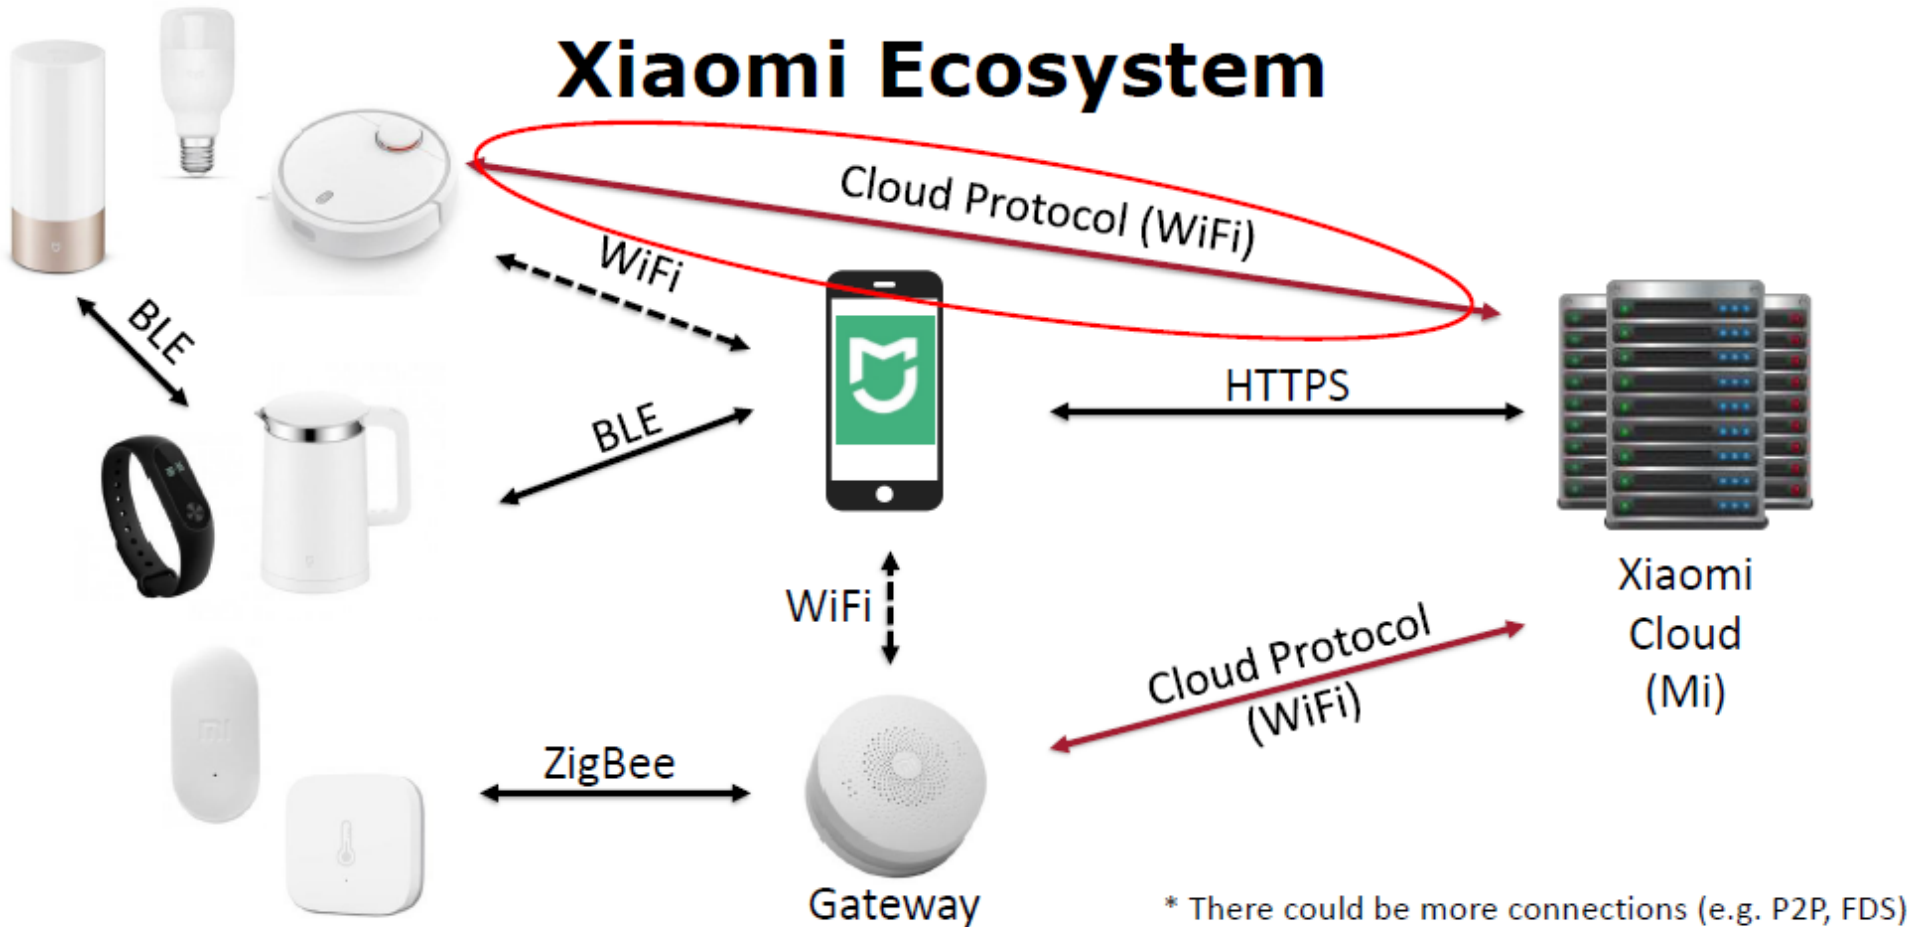 Xiaomi Ecosystem
Cloud Protocol (WiFi)
WiFi
BLE
HTTPS
BLE
WiFi
Xiaomi
Cloud
(Mi)
Cloud Protocol
(WiFi)
mi
ZigBee
Gateway
* There could be more connections (e.g. P2P, FDS)